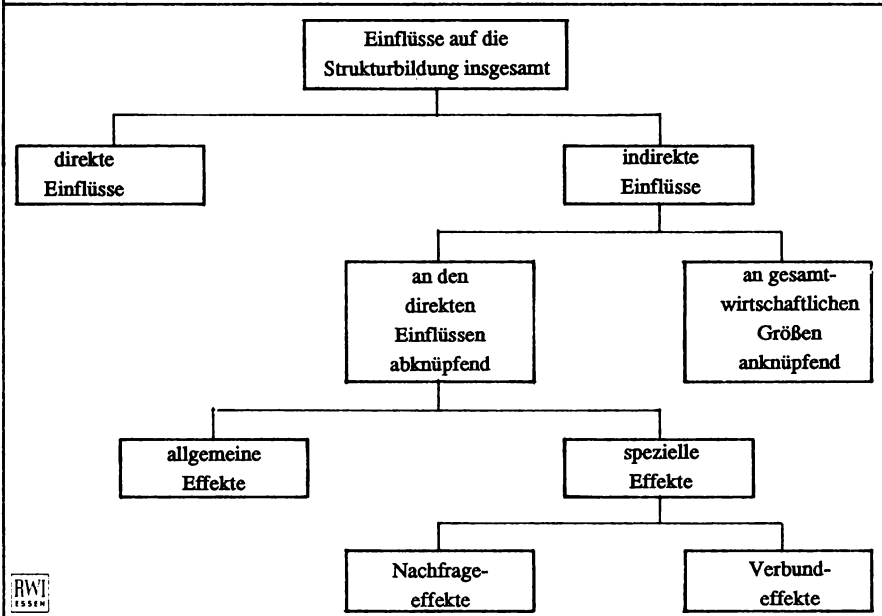 Einflüsse auf die
Strukturbildung insgesamt
direkte
Einflüsse
indirekte
Einflüsse
an den
direkten
Einflüssen
abknüpfend
an gesamt-
wirtschaftlichen
Größen
anknüpfend
allgemeine
Effekte
spezielle
Effekte
Nachfrage-
effekte
Verbund-
effekte
RWI
ESSEN